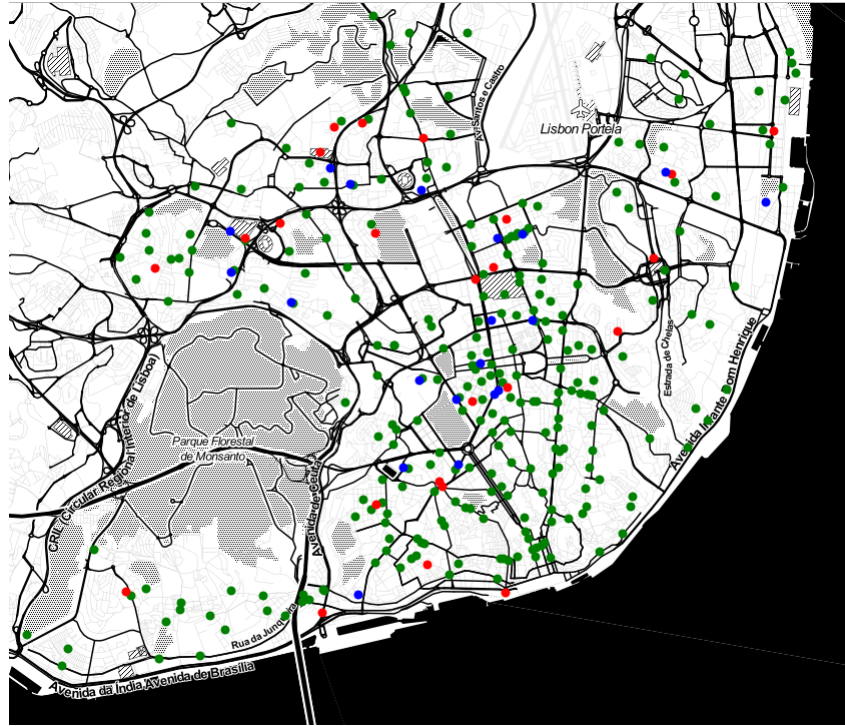 Av. Santos e Castro
Lisbon Portela
Estrada de Chelas
Avenida Infante Dom Henrique
CRIL (Circular Regional Interior de Lisboa)
Parque Florestal
de Monsanto
Avenida de Ceuta
Rua da Junqueira
Avenida da Índia
Avenida de Brasília